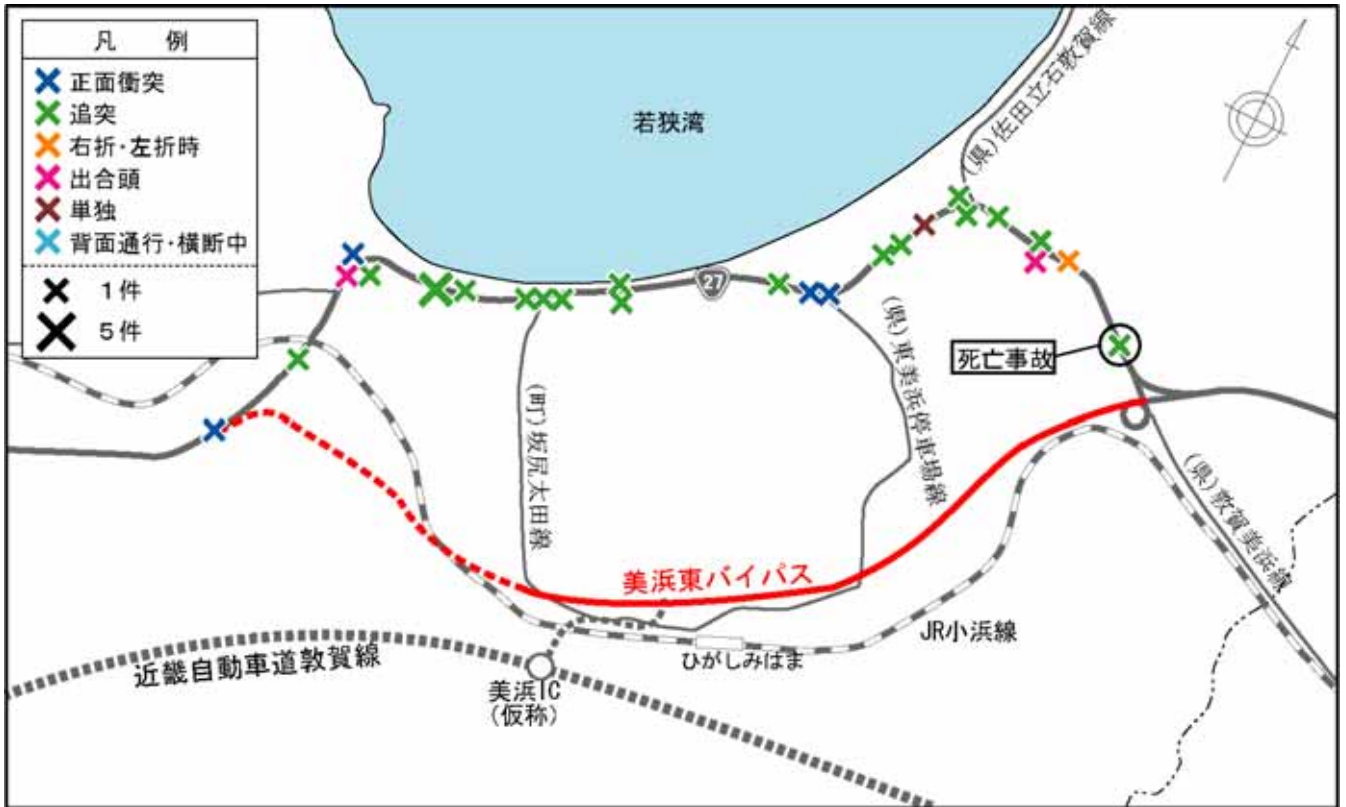 凡 例
正面衝突
追突
右折・左折時
出合頭
単独
背面通行・横断中
1件
5件
若狭湾
(県)佐田立石敦賀線
27
(県)東美浜停車場線
死亡事故
(町)坂尻太田線
(県)敦賀美浜線
美浜東バイパス
JR小浜線
ひがしみはま
近畿自動車道敦賀線
美浜IC
(仮称)